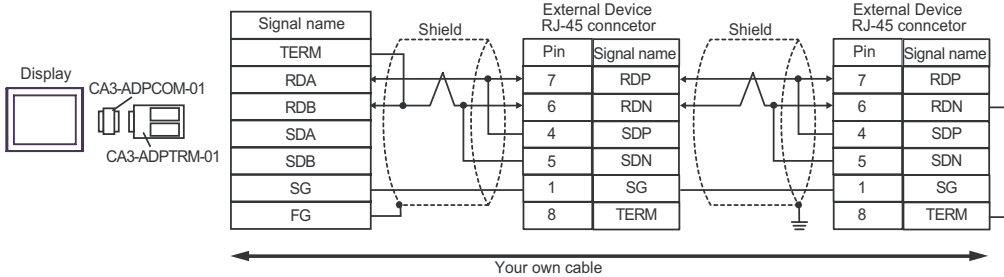 External Device
RJ-45 conncetor
External Device
RJ-45 conncetor
Signal name
Shield
Shield
TERM
Pin Signal name
Pin Signal name
Display
CA3-ADPCOM-01
CA3-ADPTRM-01
RDA
7 RDP
7 RDP
RDB
6 RDN
6 RDN
SDA
4 SDP
4 SDP
SDB
5 SDN
5 SDN
SG
1 SG
1 SG
FG
8 TERM
8 TERM
Your own cable